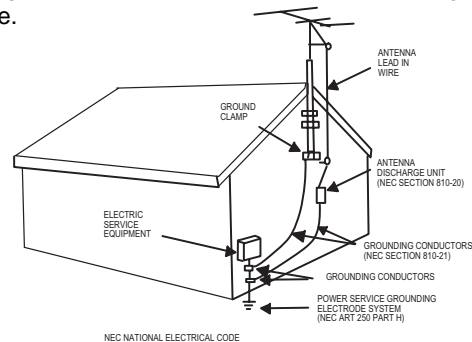 e.
ANTENNA
LEAD IN
WIRE
GROUND
CLAMP
ANTENNA
DISCHARGE UNIT
(NEC SECTION 810-20)
ELECTRIC
SERVICE
EQUIPMENT
GROUNDING CONDUCTORS
(NEC SECTION 810-21)
GROUNDING CONDUCTORS
POWER SERVICE GROUNDING
ELECTRODE SYSTEM
(NEC ART 250 PART H)
NEC NATIONAL ELECTRICAL CODE